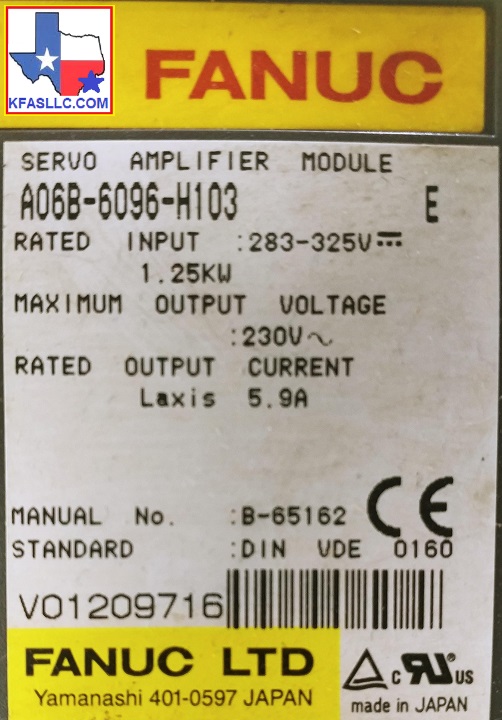 KFASLLC.COM
FANUC
SERVO AMPLIFIER MODULE
A06B-6096-H103 E
RATED INPUT :283-325V⎓
1.25KW
MAXIMUM OUTPUT VOLTAGE
:230V～
RATED OUTPUT CURRENT
Laxis 5.9A
MANUAL No. :B-65162
CE
STANDARD :DIN VDE 0160
V01209716
FANUC LTD
Yamanashi 401-0597 JAPAN
c RU US
made in JAPAN